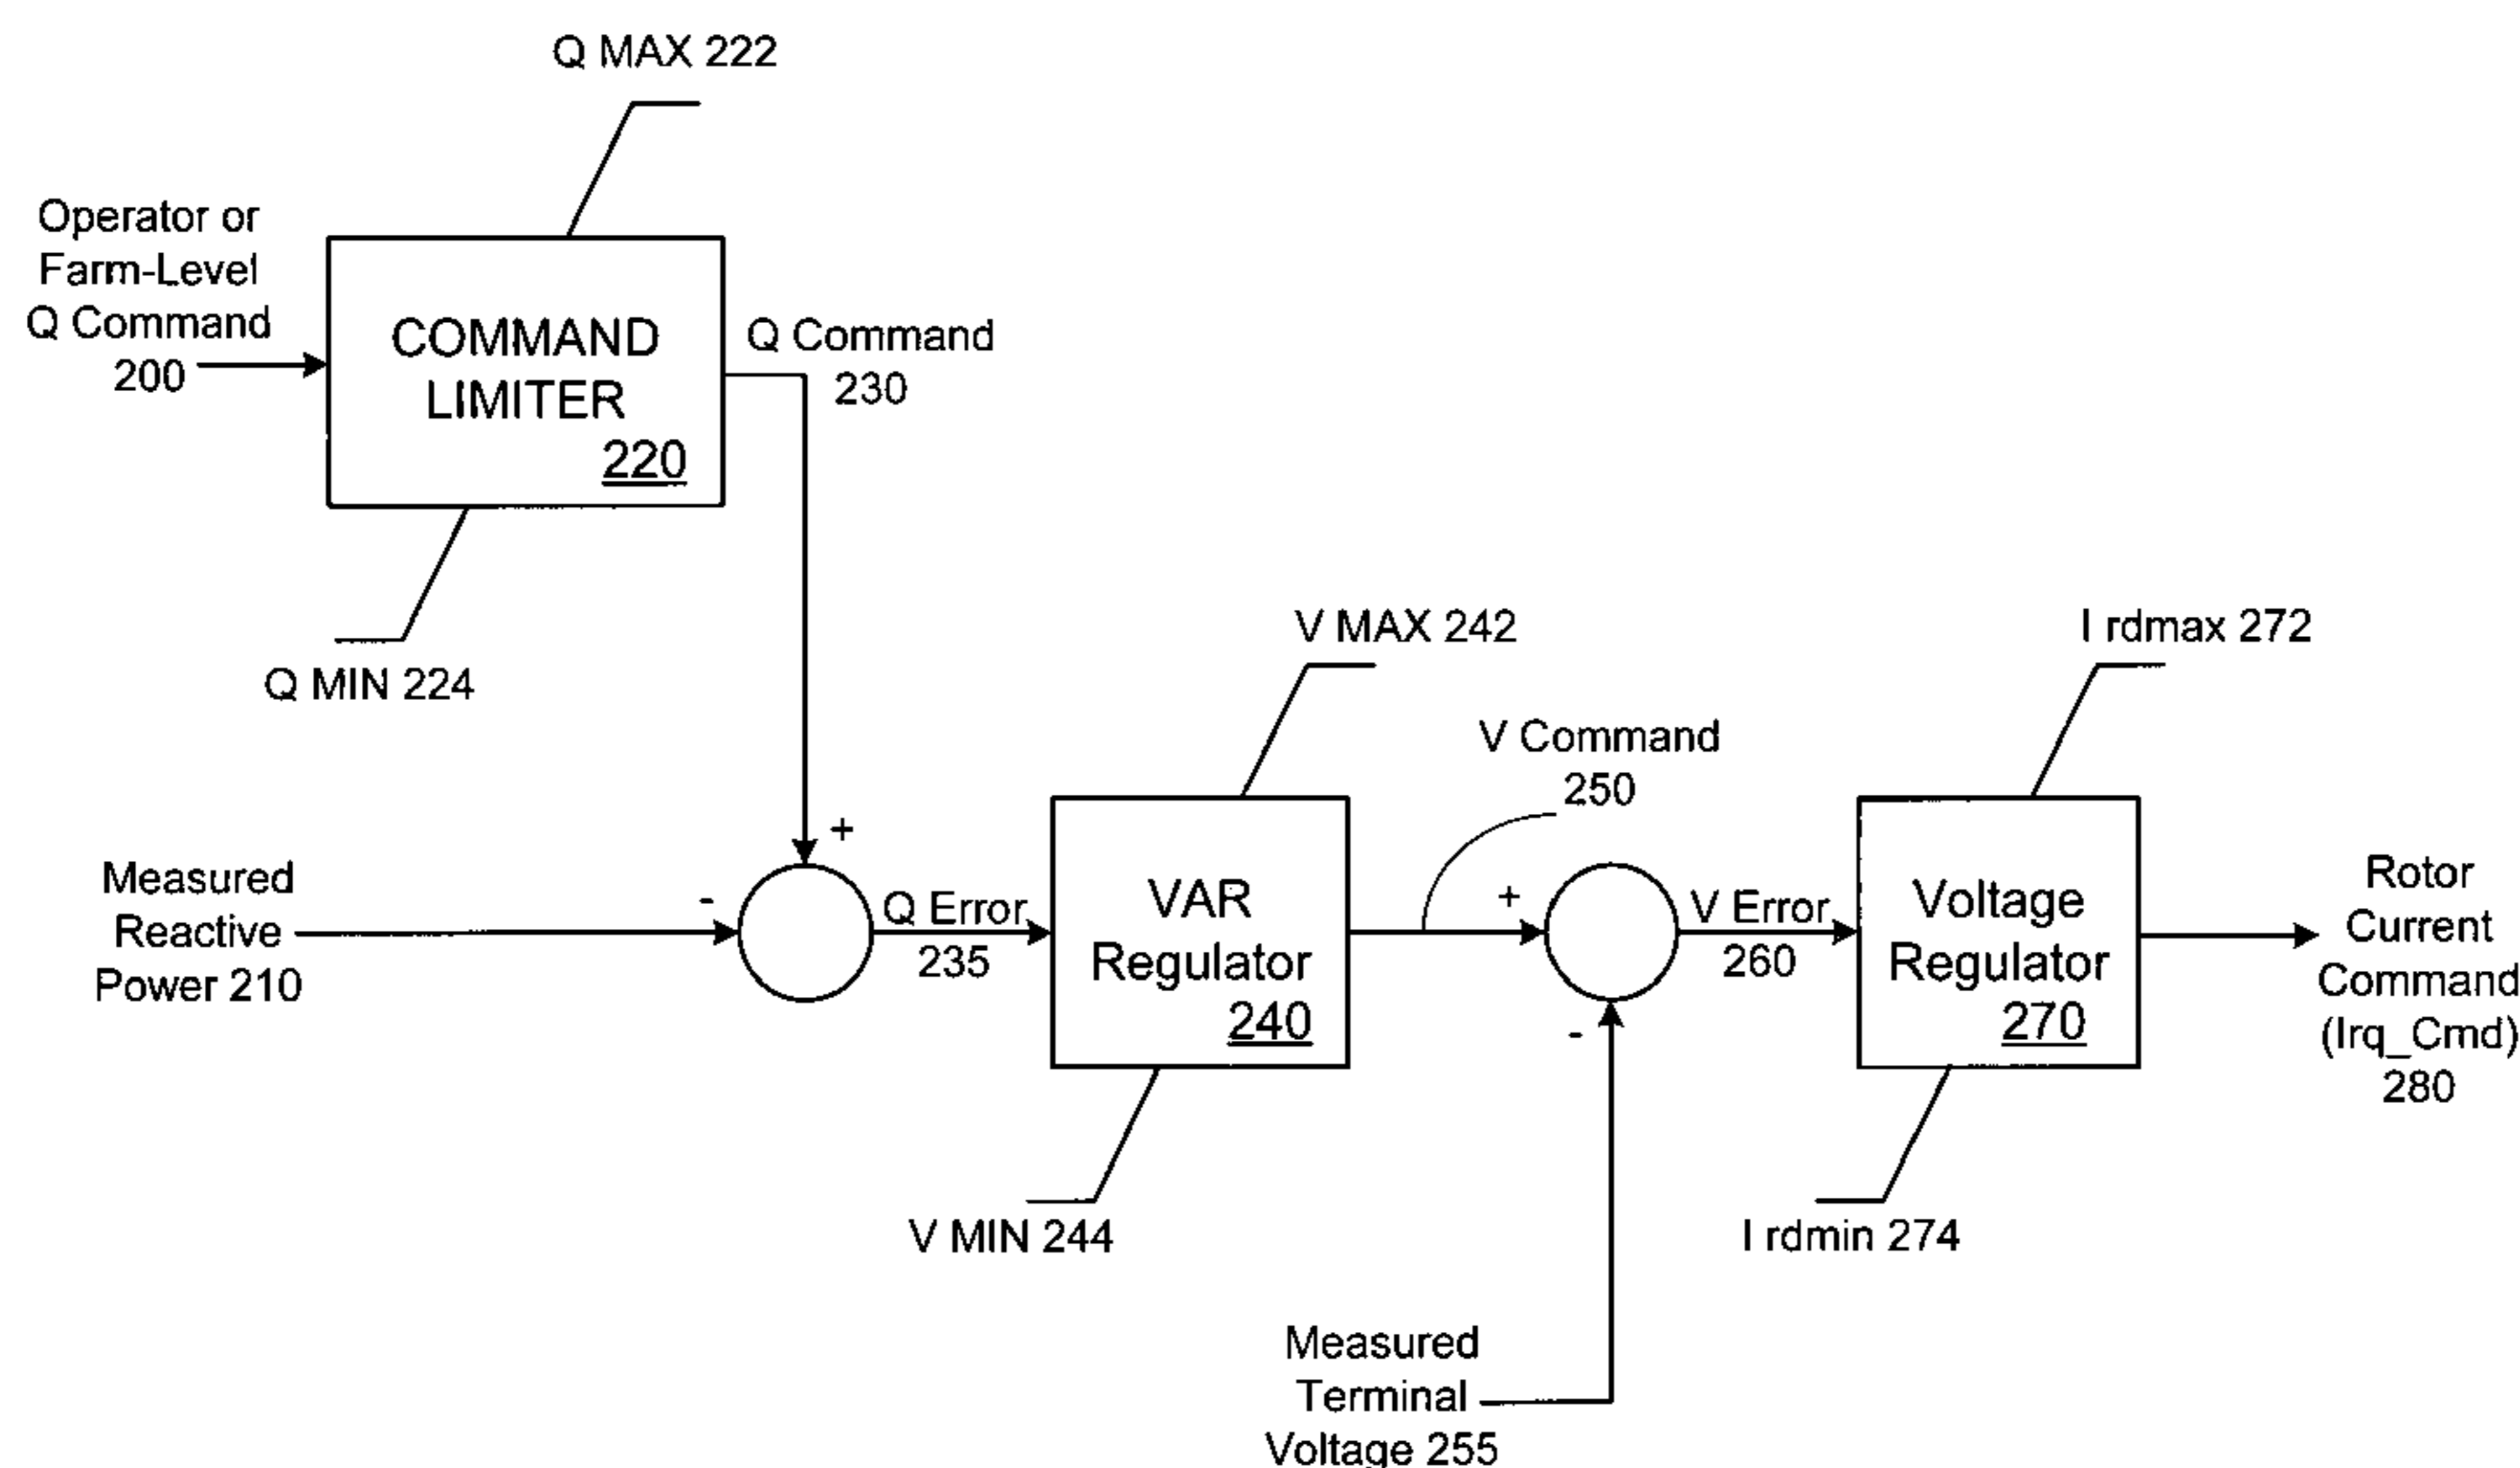 Q MAX 222
Operator or
Farm-Level
Q Command
200
COMMAND
LIMITER
220
Q Command
230
Q MIN 224
V MAX 242
I rdmax 272
V Command
250
+
Measured
Reactive
Power 210
-
Q Error
235
VAR
Regulator
240
+
-
V Error
260
Voltage
Regulator
270
Rotor
Current
Command
(Irq_Cmd)
280
V MIN 244
I rdmin 274
Measured
Terminal
Voltage 255